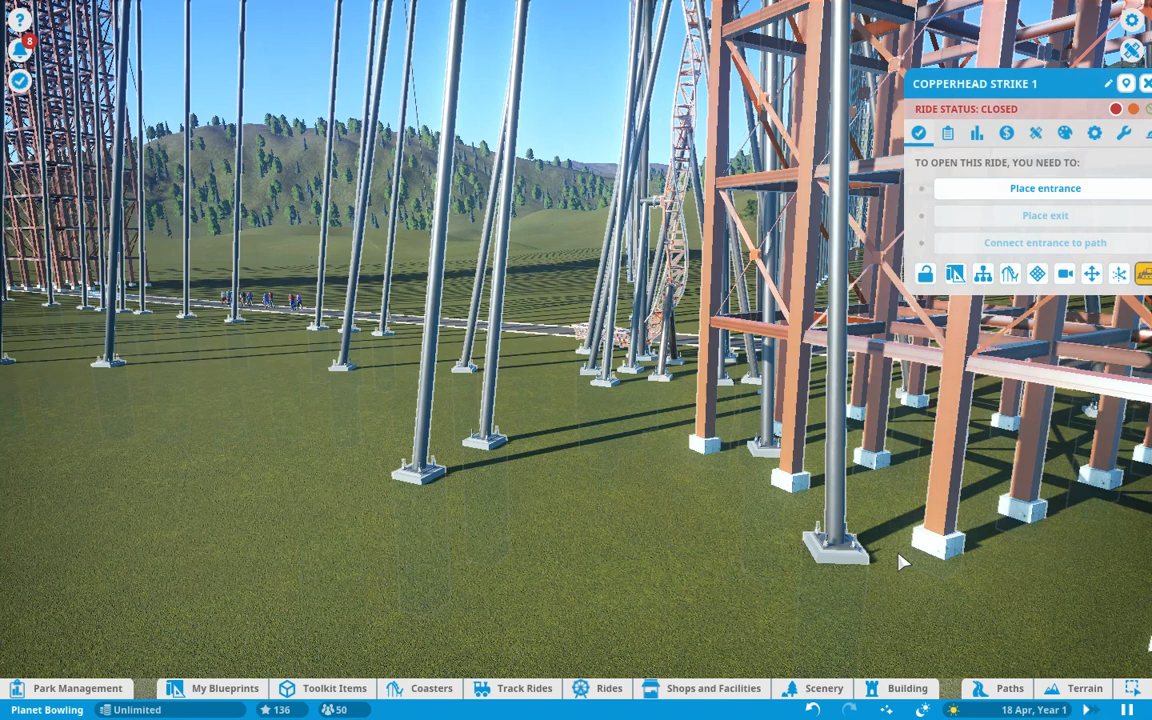 ?
8
COPPERHEAD STRIKE 1
RIDE STATUS: CLOSED
$
TO OPEN THIS RIDE, YOU NEED TO:
Place entrance
Place exit
Connect entrance to path
Park Management
My Blueprints
Toolkit Items
Coasters
Track Rides
Rides
Shops and Facilities
Scenery
Building
Paths
Terrain
Planet Bowling
Unlimited
136
50
18 Apr, Year 1